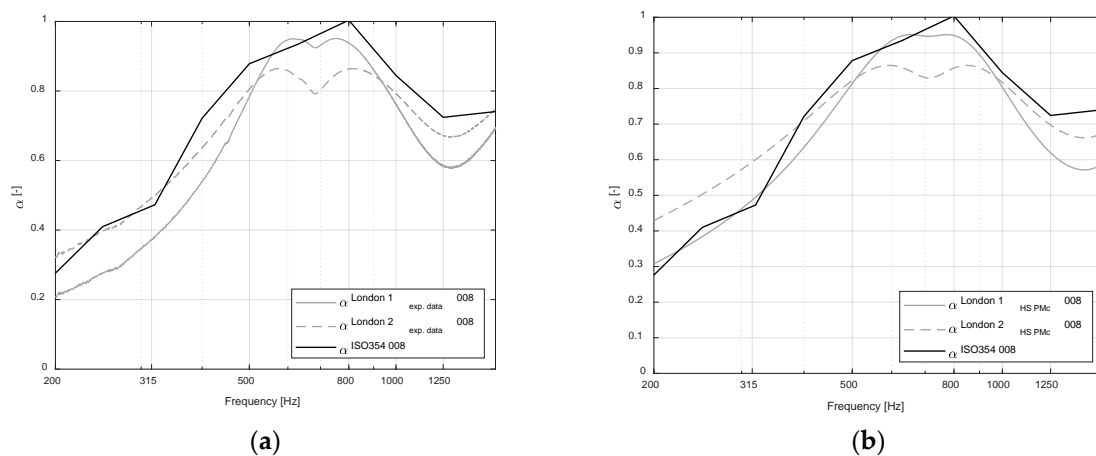 1
0.8
0.6
0.4
0.2
0
α [-]
200 315 500 800 1000 1250
Frequency [Hz]
α London 1 exp. data 008
α London 2 exp. data 008
α ISO354 008
(a)
1
0.9
0.8
0.7
0.6
0.5
0.4
0.3
0.2
0.1
0
α [-]
200 315 500 800 1000 1250
Frequency [Hz]
α London 1 HS PMc 008
α London 2 HS PMc 008
α ISO354 008
(b)